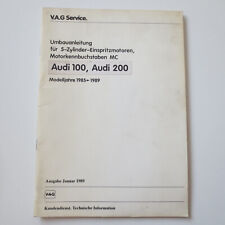 V.A.G Service.
Umbauanleitung
für 5-Zylinder-Einspritzmotoren,
Motorkennbuchstaben MC
Audi 100, Audi 200
Modelljahre 1985▸1989
Ausgabe Januar 1989
V.A.G
Kundendienst. Technische Information